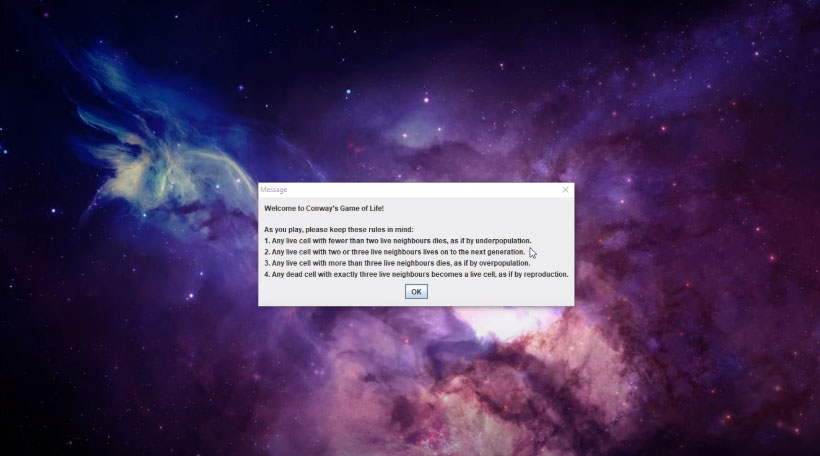 Message
Welcome to Conway's Game of Life!
As you play, please keep these rules in mind:
1. Any live cell with fewer than two live neighbours dies, as if by underpopulation.
2. Any live cell with two or three live neighbours lives on to the next generation.
3. Any live cell with more than three live neighbours dies, as if by overpopulation.
4. Any dead cell with exactly three live neighbours becomes a live cell, as if by reproduction.
OK